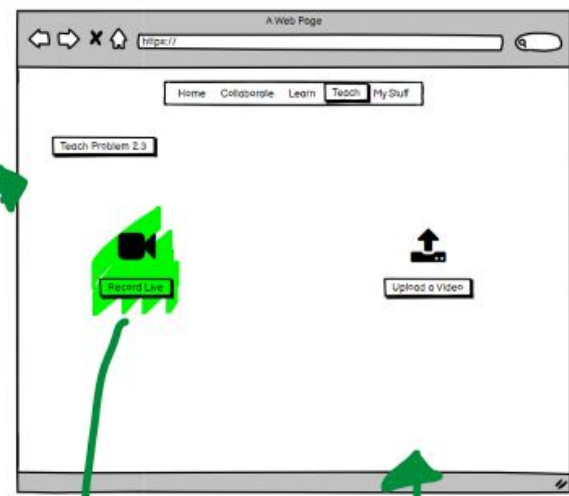 A Web Page
https://
Home Collaborate Learn Teach My Stuff
Teach Problem 2.3
Record Live
Upload a Video